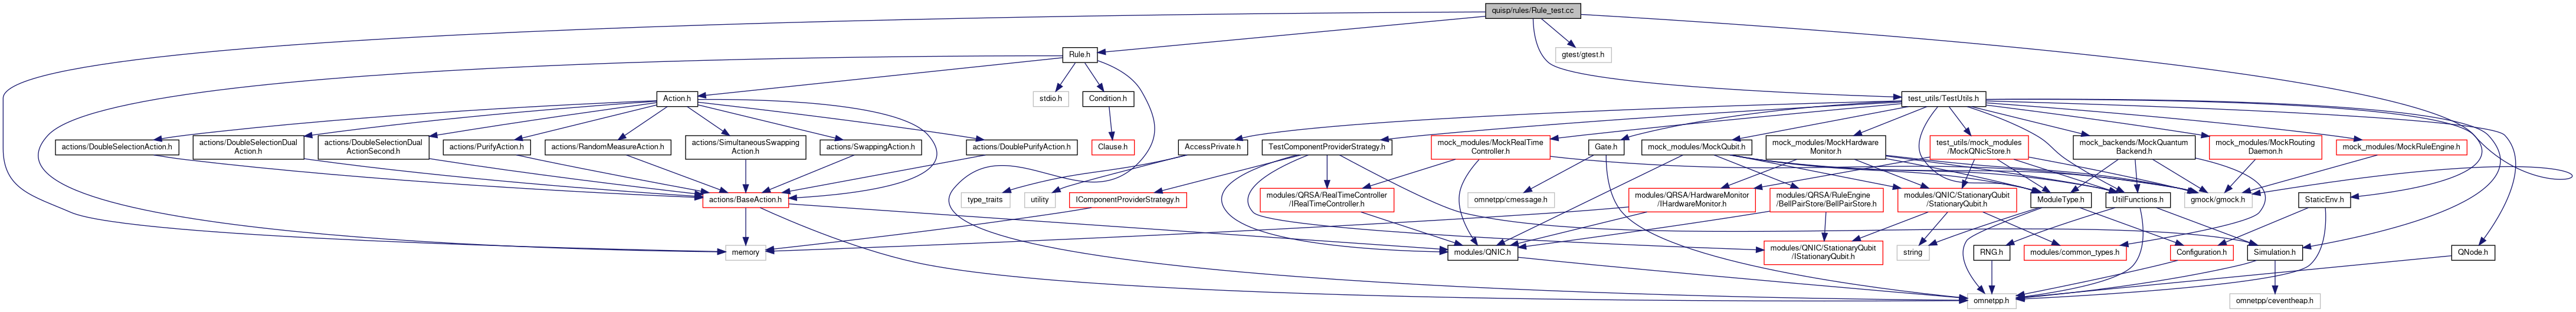 quisp/rules/Rule_test.cc
Rule.h
gtest/gtest.h
Action.h
stdio.h
Condition.h
test_utils/TestUtils.h
actions/DoubleSelectionAction.h
actions/DoubleSelectionDual
Action.h
actions/DoubleSelectionDual
ActionSecond.h
actions/PurifyAction.h
actions/RandomMeasureAction.h
actions/SimultaneousSwapping
Action.h
actions/SwappingAction.h
actions/DoublePurifyAction.h
Clause.h
AccessPrivate.h
TestComponentProviderStrategy.h
mock_modules/MockRealTime
Controller.h
Gate.h
mock_modules/MockQubit.h
mock_modules/MockHardware
Monitor.h
test_utils/mock_modules
/MockQNicStore.h
mock_backends/MockQuantum
Backend.h
mock_modules/MockRouting
Daemon.h
mock_modules/MockRuleEngine.h
actions/BaseAction.h
type_traits
utility
IComponentProviderStrategy.h
modules/QRSA/RealTimeController
/IRealTimeController.h
omnetpp/cmessage.h
modules/QRSA/HardwareMonitor
/IHardwareMonitor.h
modules/QRSA/RuleEngine
/BellPairStore/BellPairStore.h
modules/QNIC/StationaryQubit
/StationaryQubit.h
ModuleType.h
UtilFunctions.h
gmock/gmock.h
StaticEnv.h
memory
modules/QNIC.h
modules/QNIC/StationaryQubit
/IStationaryQubit.h
string
RNG.h
modules/common_types.h
Configuration.h
Simulation.h
QNode.h
omnetpp.h
omnetpp/ceventheap.h